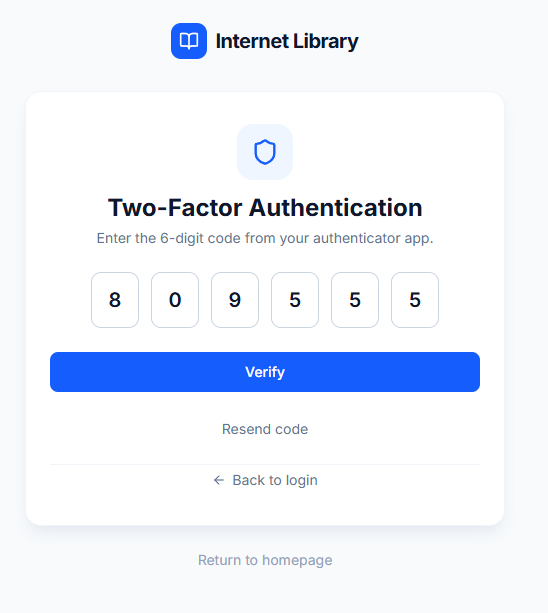 Internet Library
Two-Factor Authentication
Enter the 6-digit code from your authenticator app.
8 0 9 5 5 5
Verify
Resend code
← Back to login
Return to homepage